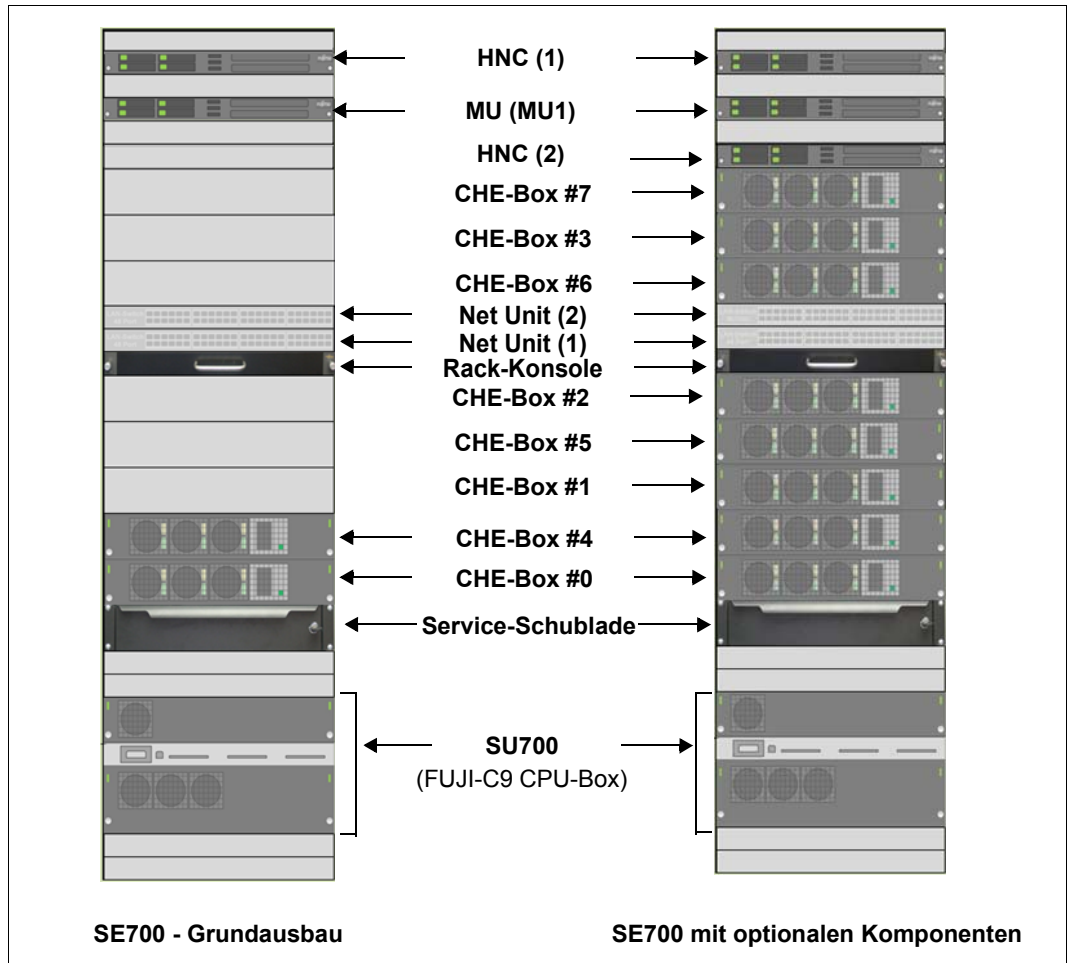 HNC (1)
MU (MU1)
HNC (2)
CHE-Box #7
CHE-Box #3
CHE-Box #6
Net Unit (2)
Net Unit (1)
Rack-Konsole
CHE-Box #2
CHE-Box #5
CHE-Box #1
CHE-Box #4
CHE-Box #0
Service-Schublade
SU700
(FUJI-C9 CPU-Box)
SE700 - Grundausbau
SE700 mit optionalen Komponenten